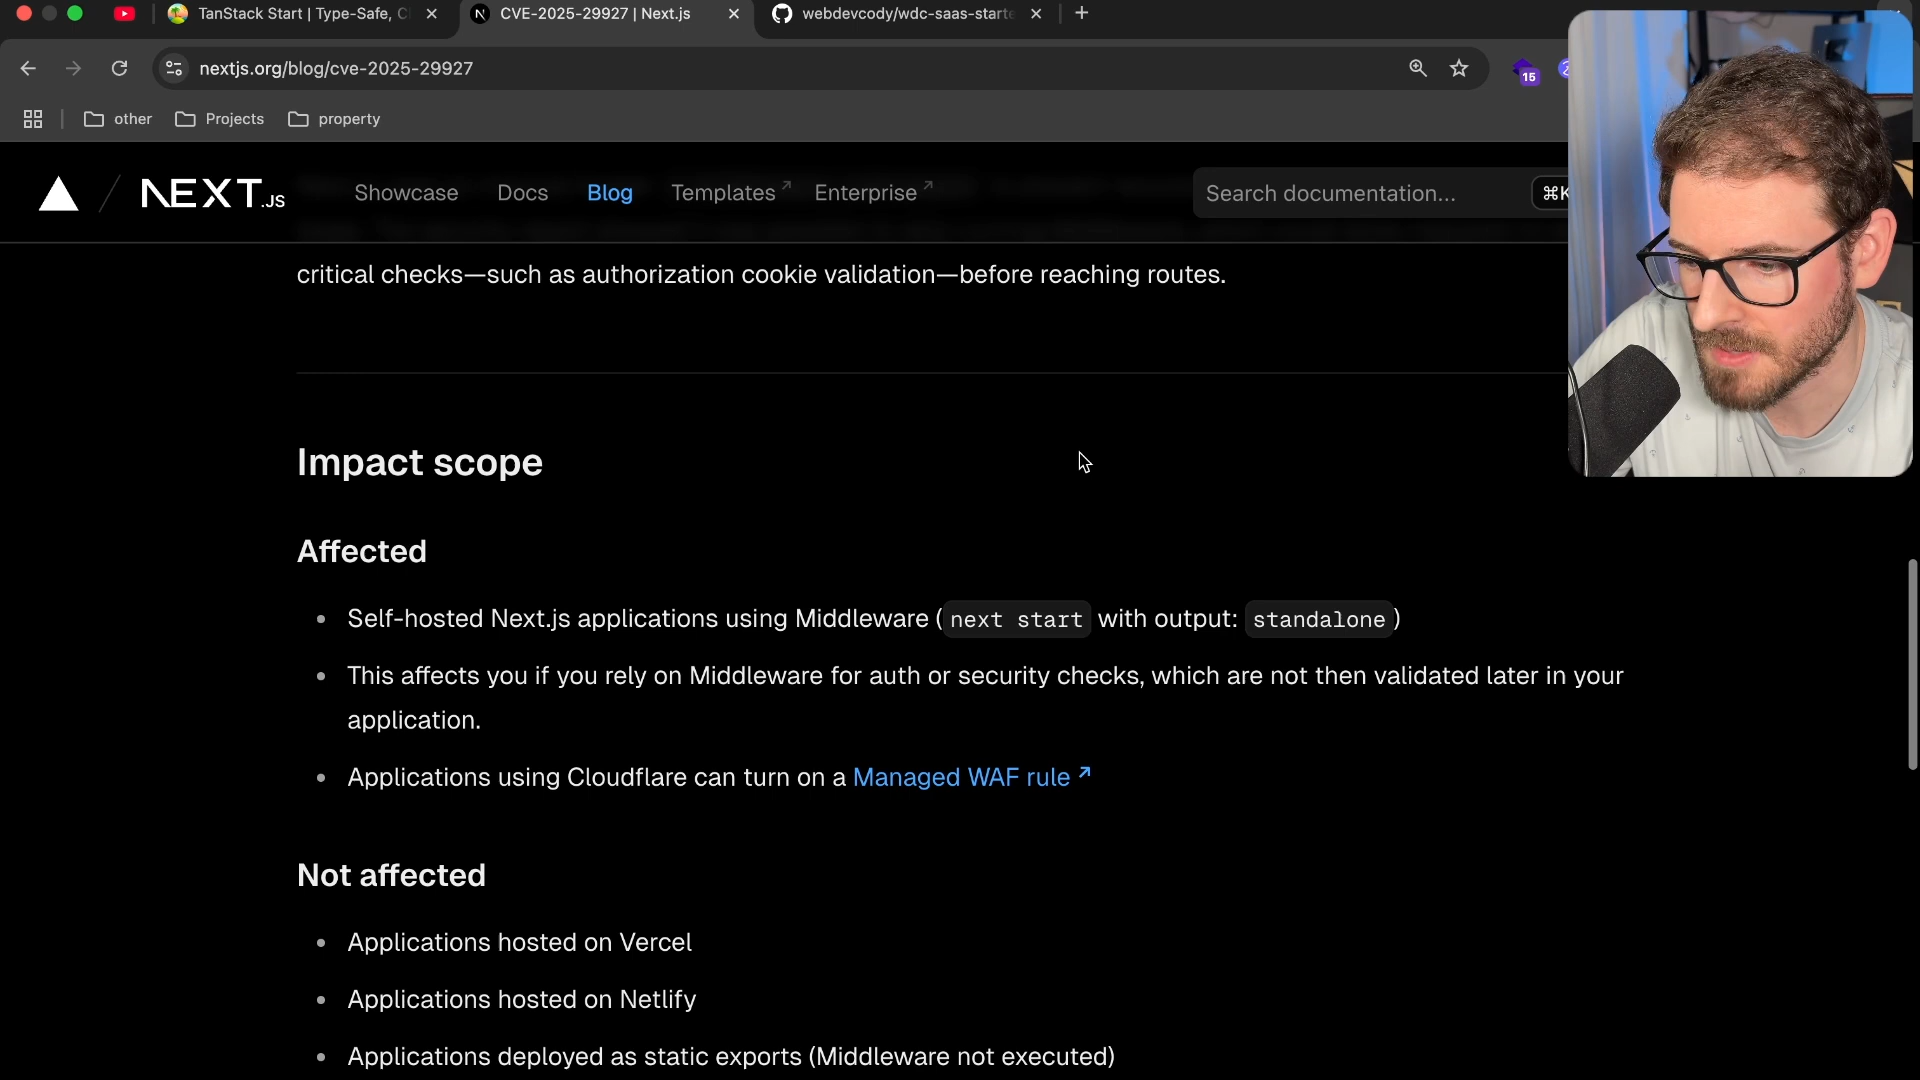 TanStack Start | Type-Safe, C
CVE-2025-29927 | Next.js
webdevcody/wdc-saas-starte
nextjs.org/blog/cve-2025-29927
15
other
Projects
property
NEXT.JS
Showcase
Docs
Blog
Templates
Enterprise
Search documentation...
⌘K
critical checks—such as authorization cookie validation—before reaching routes.
Impact scope
Affected
Self-hosted Next.js applications using Middleware (next start with output: standalone)
This affects you if you rely on Middleware for auth or security checks, which are not then validated later in your
application.
Applications using Cloudflare can turn on a Managed WAF rule ↗
Not affected
Applications hosted on Vercel
Applications hosted on Netlify
Applications deployed as static exports (Middleware not executed)